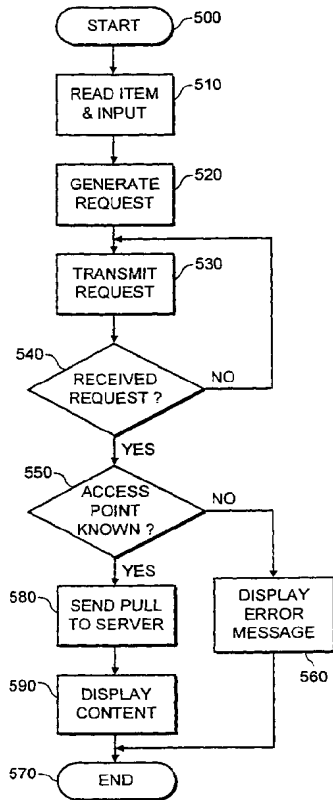 START
500
READ ITEM
& INPUT
510
GENERATE
REQUEST
520
TRANSMIT
REQUEST
530
540
RECEIVED
REQUEST ?
NO
YES
550
ACCESS
POINT
KNOWN ?
NO
YES
580
SEND PULL
TO SERVER
DISPLAY
ERROR
MESSAGE
560
590
DISPLAY
CONTENT
570
END